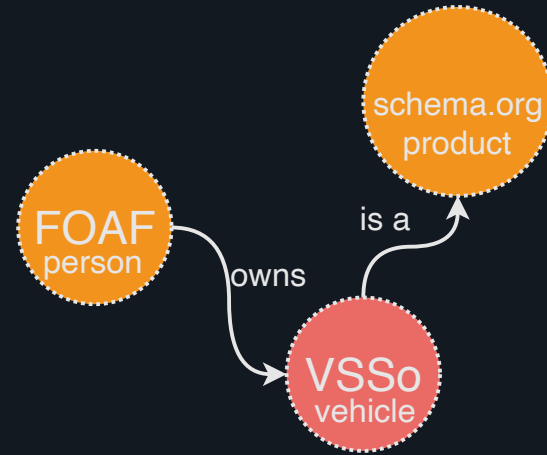 schema.org
product
FOAF
person
is a
owns
VSSo
vehicle